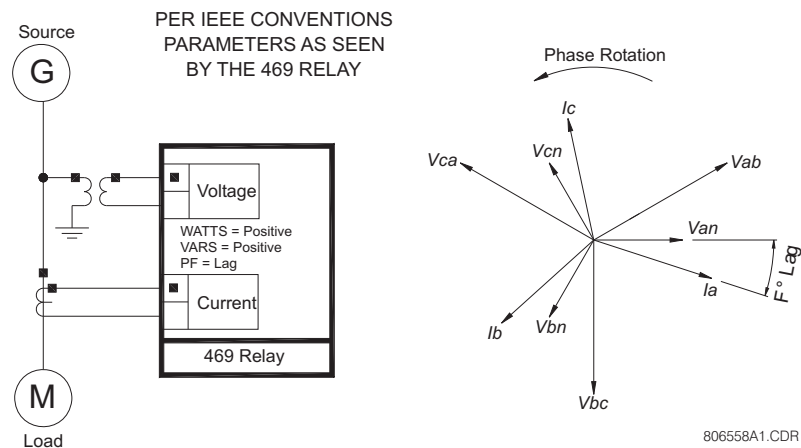 PER IEEE CONVENTIONS
PARAMETERS AS SEEN
BY THE 469 RELAY
Source
G
Voltage
WATTS = Positive
VARS = Positive
PF = Lag
Current
469 Relay
M
Load
Phase Rotation
Ic
Vca
Vcn
Vab
Van
Ia
F° Lag
Ib
Vbn
Vbc
806558A1.CDR